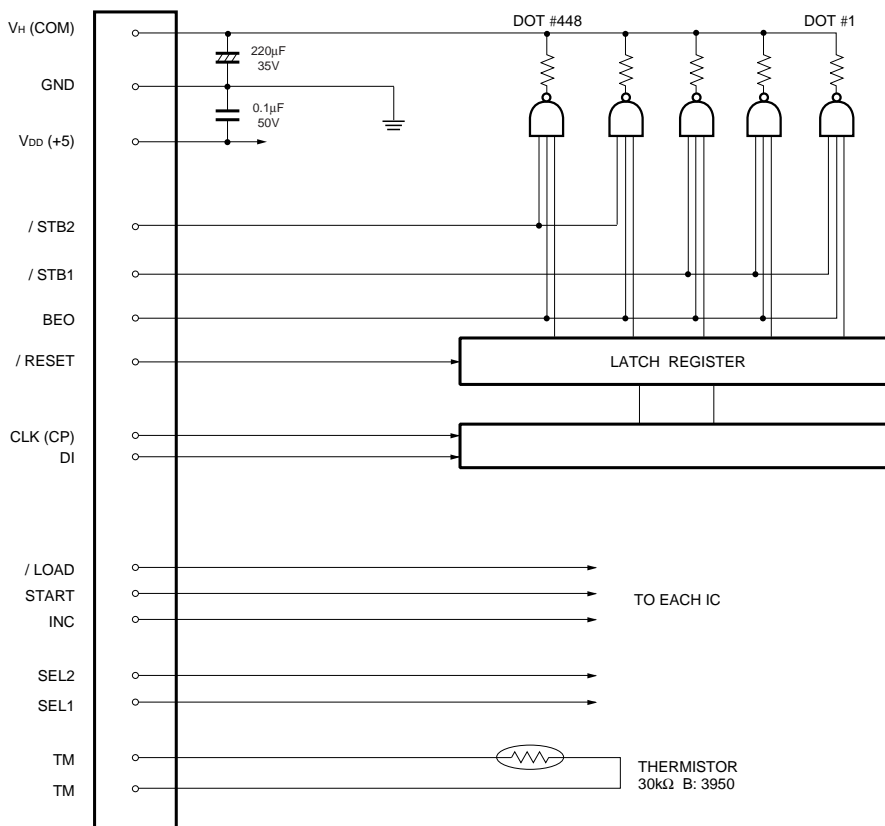 VH (COM)
DOT #448
DOT #1
220µF
35V
GND
0.1µF
50V
VDD (+5)
/ STB2
/ STB1
BEO
/ RESET
LATCH REGISTER
CLK (CP)
DI
/ LOAD
START
TO EACH IC
INC
SEL2
SEL1
TM
THERMISTOR
30kΩ B: 3950
TM